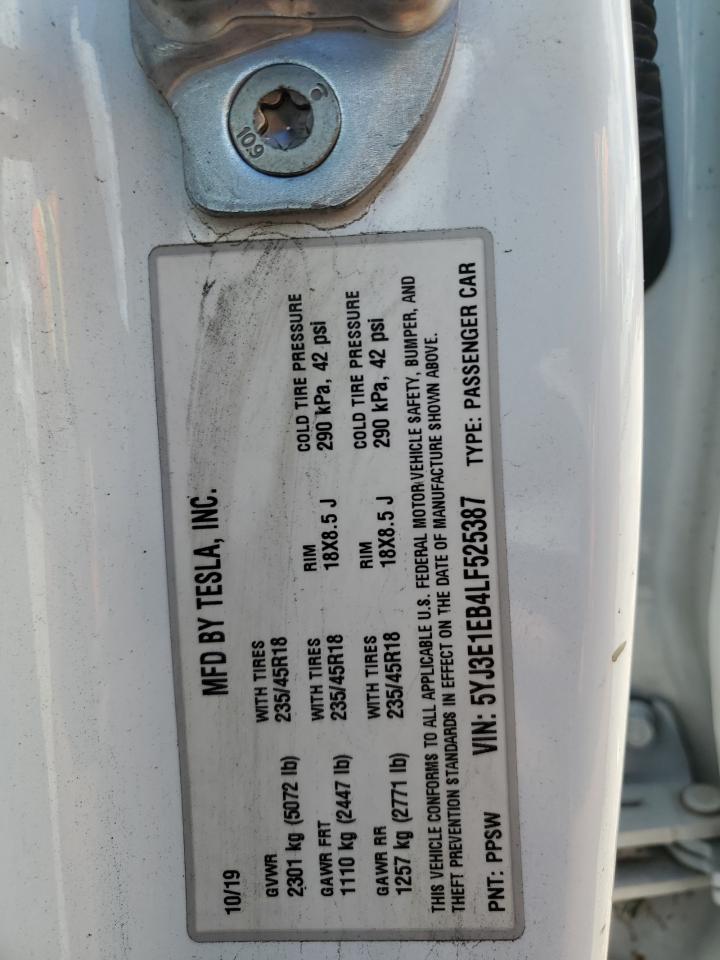 10.9
10/19
MFD BY TESLA, INC.
GVWR
2301 kg (5072 lb)
WITH TIRES
235/45R18
GAWR FRT
1110 kg (2447 lb)
WITH TIRES
235/45R18
RIM
18X8.5 J
COLD TIRE PRESSURE
290 kPa, 42 psi
GAWR RR
1257 kg (2771 lb)
WITH TIRES
235/45R18
RIM
18X8.5 J
COLD TIRE PRESSURE
290 kPa, 42 psi
THIS VEHICLE CONFORMS TO ALL APPLICABLE U.S. FEDERAL MOTOR VEHICLE SAFETY, BUMPER, AND
THEFT PREVENTION STANDARDS IN EFFECT ON THE DATE OF MANUFACTURE SHOWN ABOVE.
PNT: PPSW VIN: 5YJ3E1EB4LF525387 TYPE: PASSENGER CAR